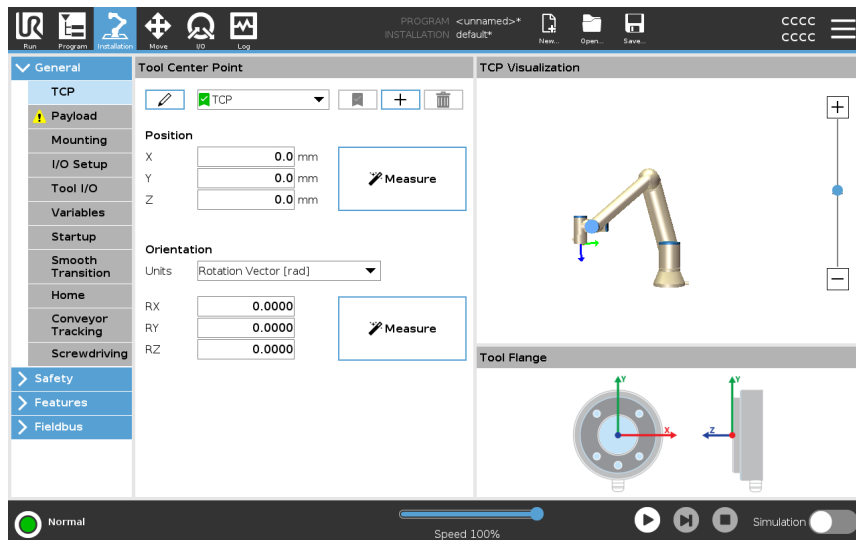 UR
Run
Program
Installation
Move
I/O
Log
PROGRAM <unnamed>*
INSTALLATION default*
New...
Open...
Save...
cccc
cccc
General
TCP
Payload
Mounting
I/O Setup
Tool I/O
Variables
Startup
Smooth
Transition
Home
Conveyor
Tracking
Screwdriving
Safety
Features
Fieldbus
Tool Center Point
TCP
Position
X 0.0 mm
Y 0.0 mm
Z 0.0 mm
Measure
Orientation
Units Rotation Vector [rad]
RX 0.0000
RY 0.0000
RZ 0.0000
Measure
TCP Visualization
Tool Flange
Y
X
Y
Z
Normal
Speed 100%
Simulation